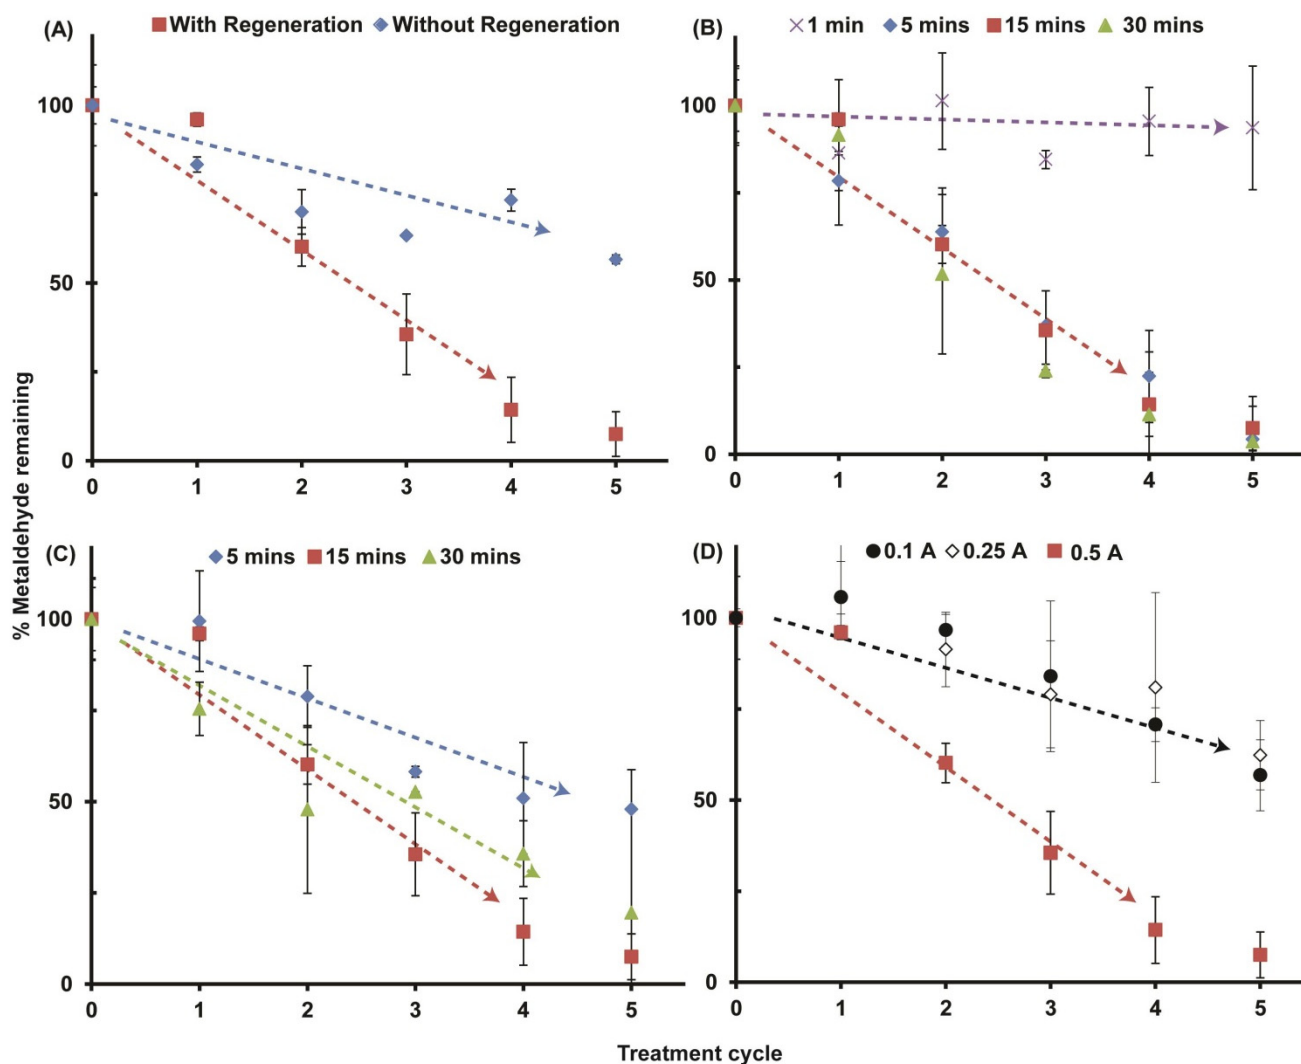 (A) With Regeneration Without Regeneration
100
50
0
0 1 2 3 4 5
(B) 1 min 5 mins 15 mins 30 mins
100
50
0
0 1 2 3 4 5
% Metaldehyde remaining
(C) 5 mins 15 mins 30 mins
100
50
0
0 1 2 3 4 5
(D) 0.1 A 0.25 A 0.5 A
100
50
0
0 1 2 3 4 5
Treatment cycle